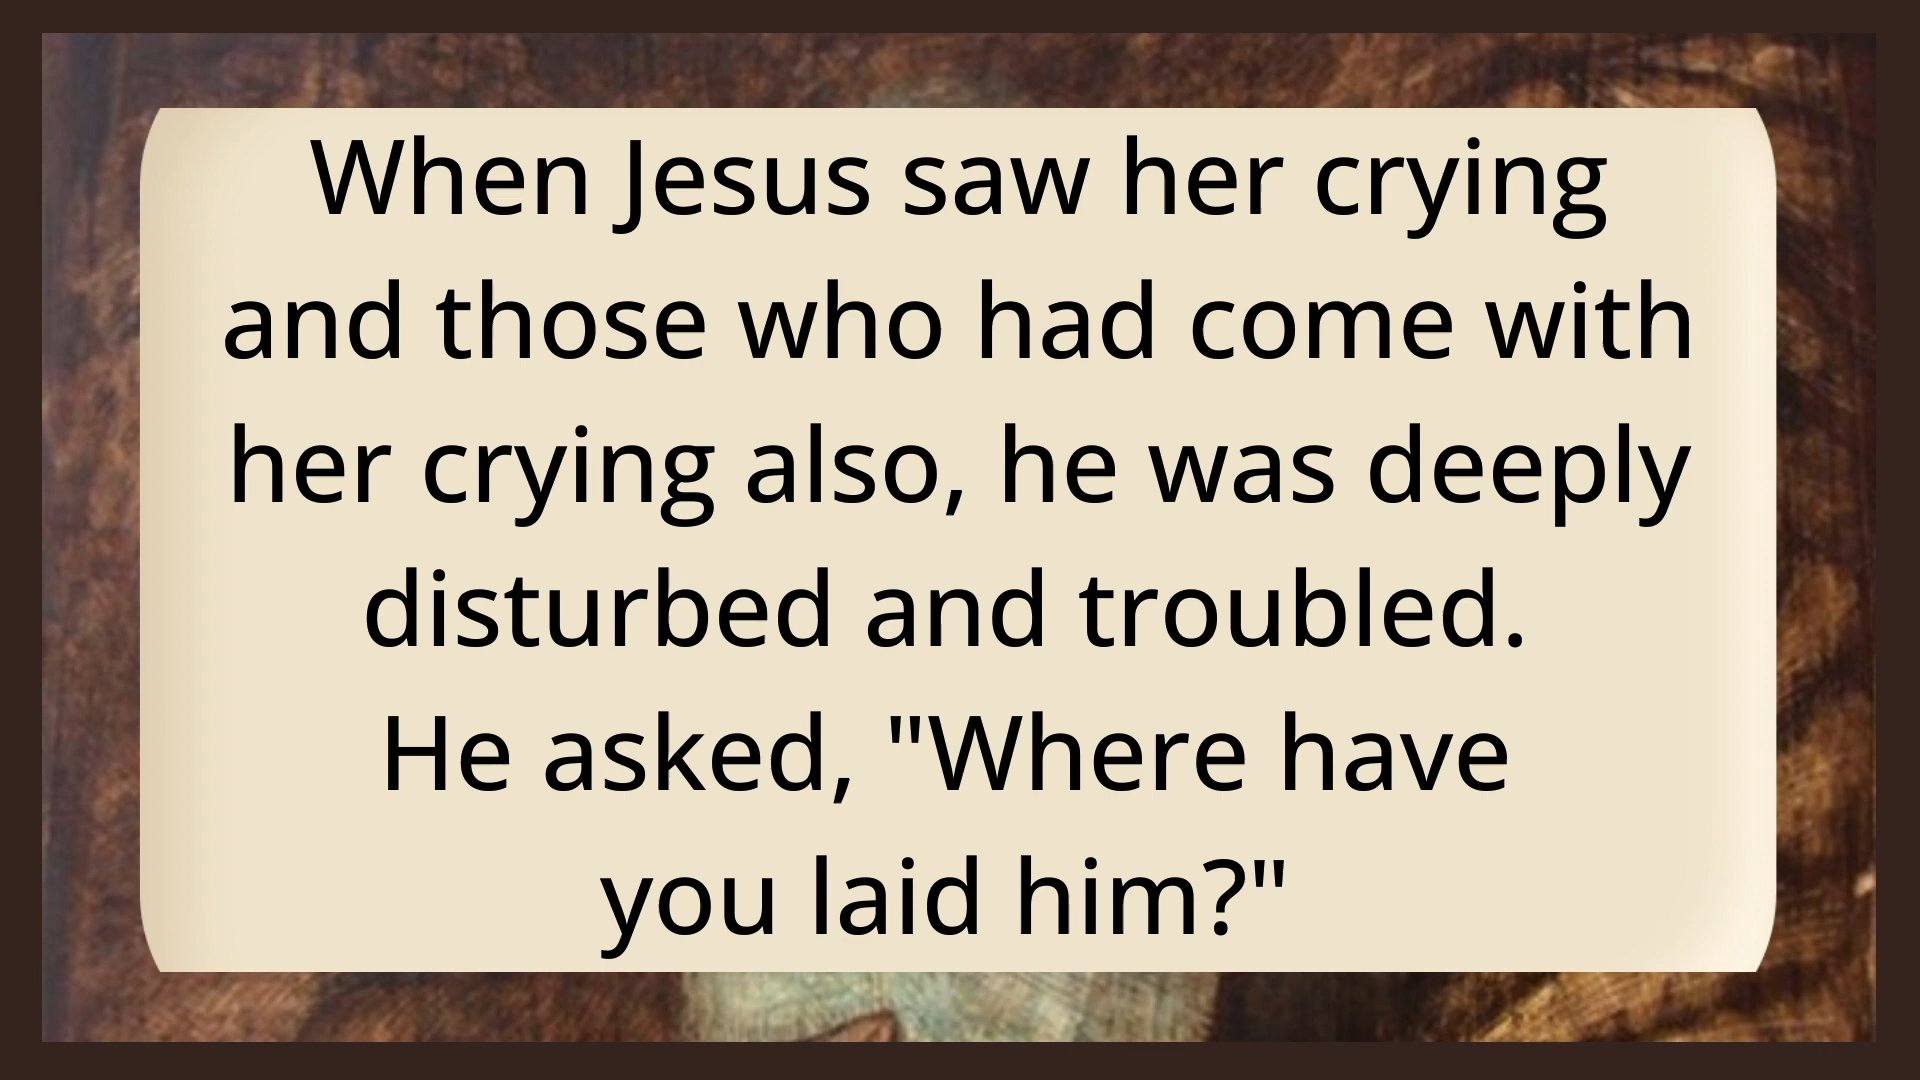 When Jesus saw her crying
and those who had come with
her crying also, he was deeply
disturbed and troubled.
He asked, "Where have
you laid him?"